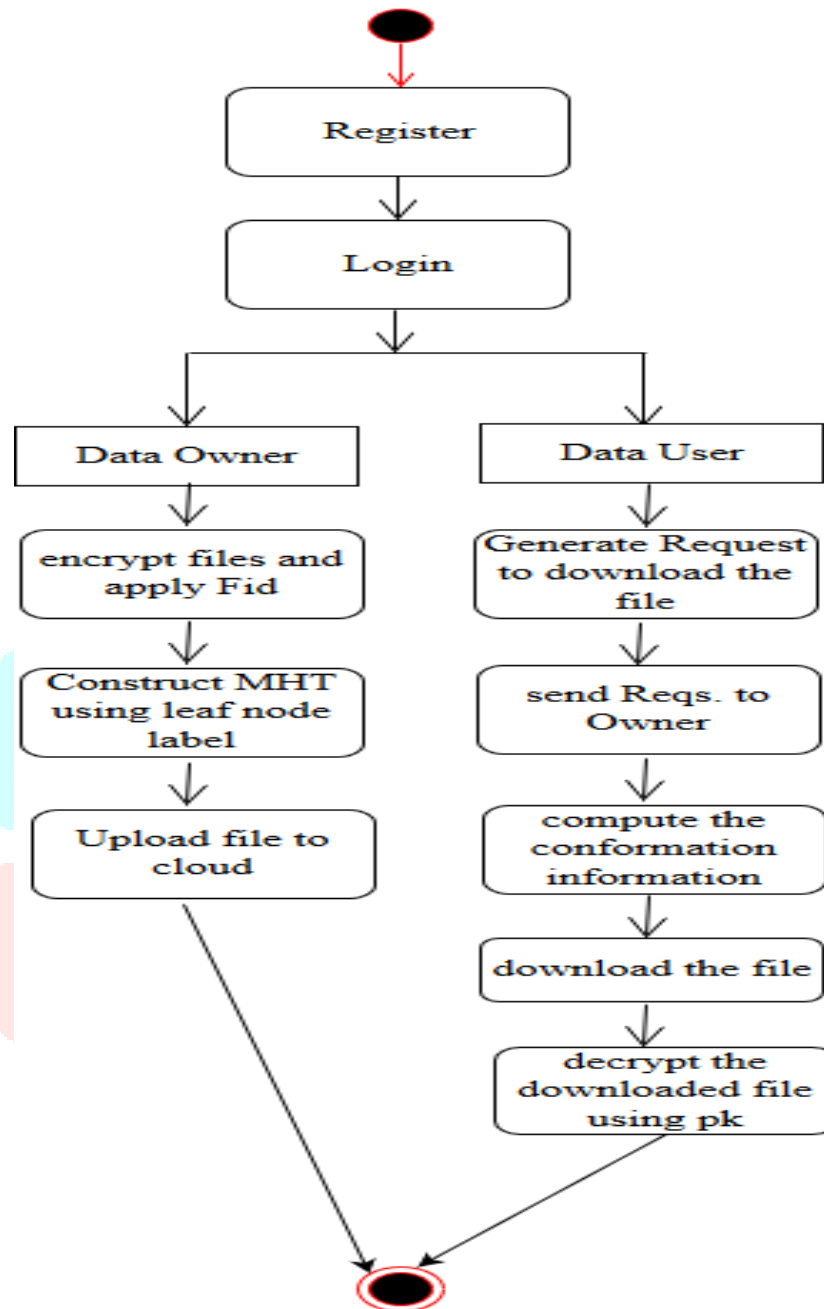 Register
Login
Data Owner
encrypt files and
apply Fid
Construct MHT
using leaf node
label
Upload file to
cloud
Data User
Generate Request
to download the
file
send Reqs. to
Owner
compute the
conformation
information
download the file
decrypt the
downloaded file
using pk